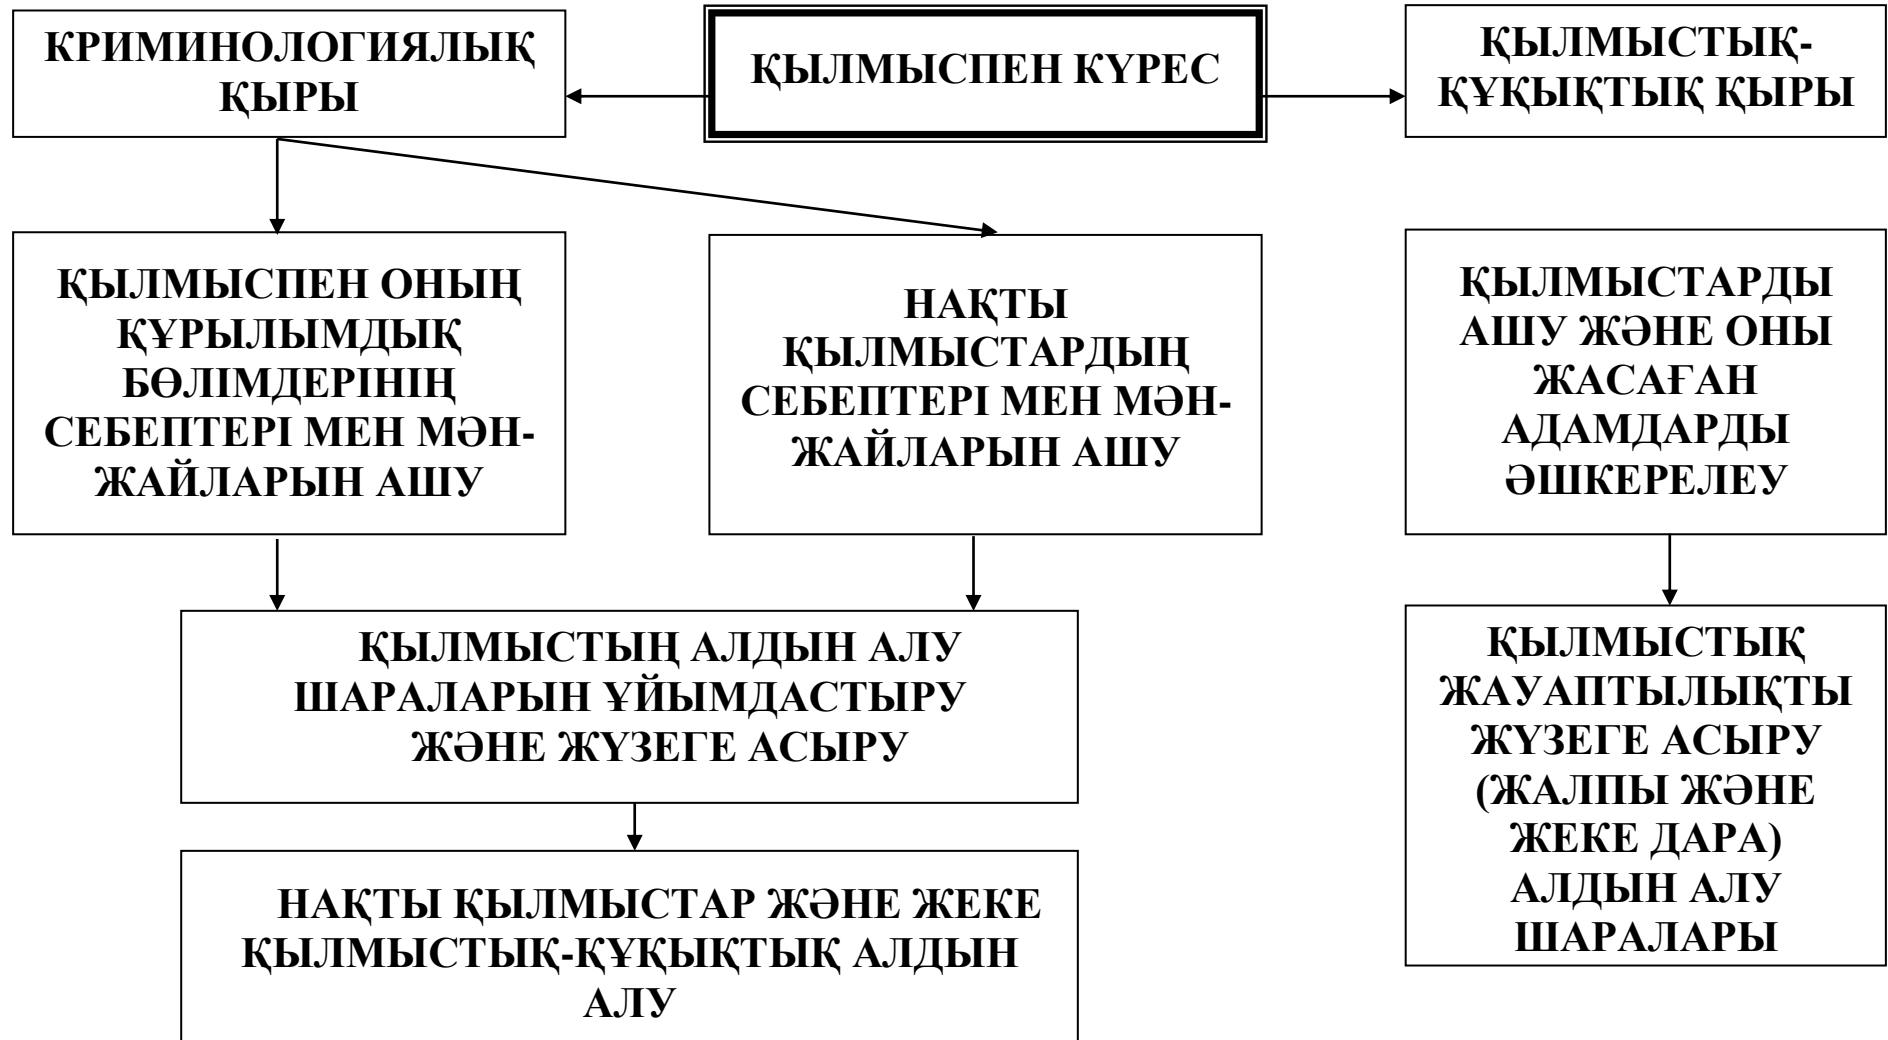 КРИМИНОЛОГИЯЛЫҚ
ҚЫРЫ
ҚЫЛМЫСПЕН КҮРЕС
ҚЫЛМЫСТЫҚ-
ҚҰҚЫҚТЫҚ ҚЫРЫ
ҚЫЛМЫСПЕН ОНЫҢ
ҚҰРЫЛЫМДЫҚ
БӨЛІМДЕРІНІҢ
СЕБЕПТЕРІ МЕН МӘН-
ЖАЙЛАРЫН АШУ
НАҚТЫ
ҚЫЛМЫСТАРДЫҢ
СЕБЕПТЕРІ МЕН МӘН-
ЖАЙЛАРЫН АШУ
ҚЫЛМЫСТАРДЫ
АШУ ЖӘНЕ ОНЫ
ЖАСАҒАН
АДАМДАРДЫ
ӘШКЕРЕЛЕУ
ҚЫЛМЫСТЫҢ АЛДЫН АЛУ
ШАРАЛАРЫН ҰЙЫМДАСТЫРУ
ЖӘНЕ ЖҮЗЕГЕ АСЫРУ
ҚЫЛМЫСТЫҚ
ЖАУАПТЫЛЫҚТЫ
ЖҮЗЕГЕ АСЫРУ
(ЖАЛПЫ ЖӘНЕ
ЖЕКЕ ДАРА)
АЛДЫН АЛУ
ШАРАЛАРЫ
НАҚТЫ ҚЫЛМЫСТАР ЖӘНЕ ЖЕКЕ
ҚЫЛМЫСТЫҚ-ҚҰҚЫҚТЫҚ АЛДЫН
АЛУ